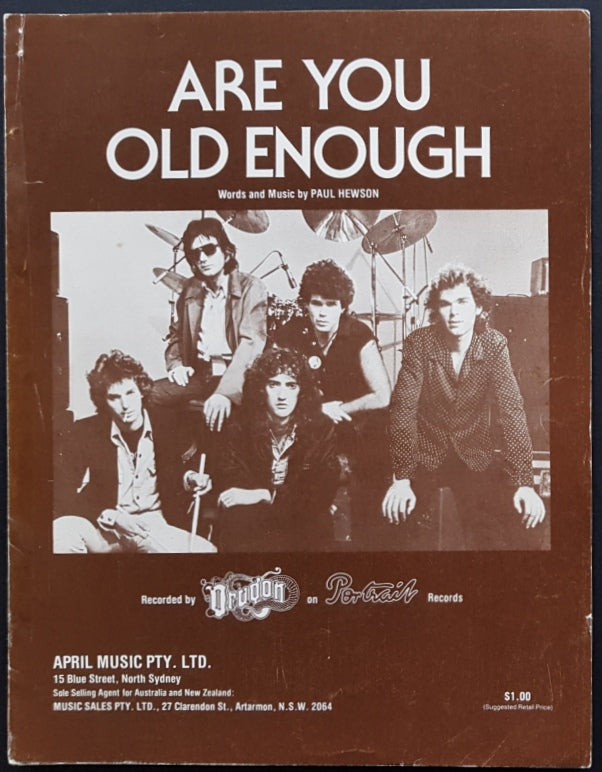 ARE YOU
OLD ENOUGH
Words and Music by PAUL HEWSON
Recorded by Dragon on Portrait Records
APRIL MUSIC PTY. LTD.
15 Blue Street, North Sydney
Sole Selling Agent for Australia and New Zealand:
MUSIC SALES PTY. LTD., 27 Clarendon St., Artarmon, N.S.W. 2064
$1.00
(Suggested Retail Price)